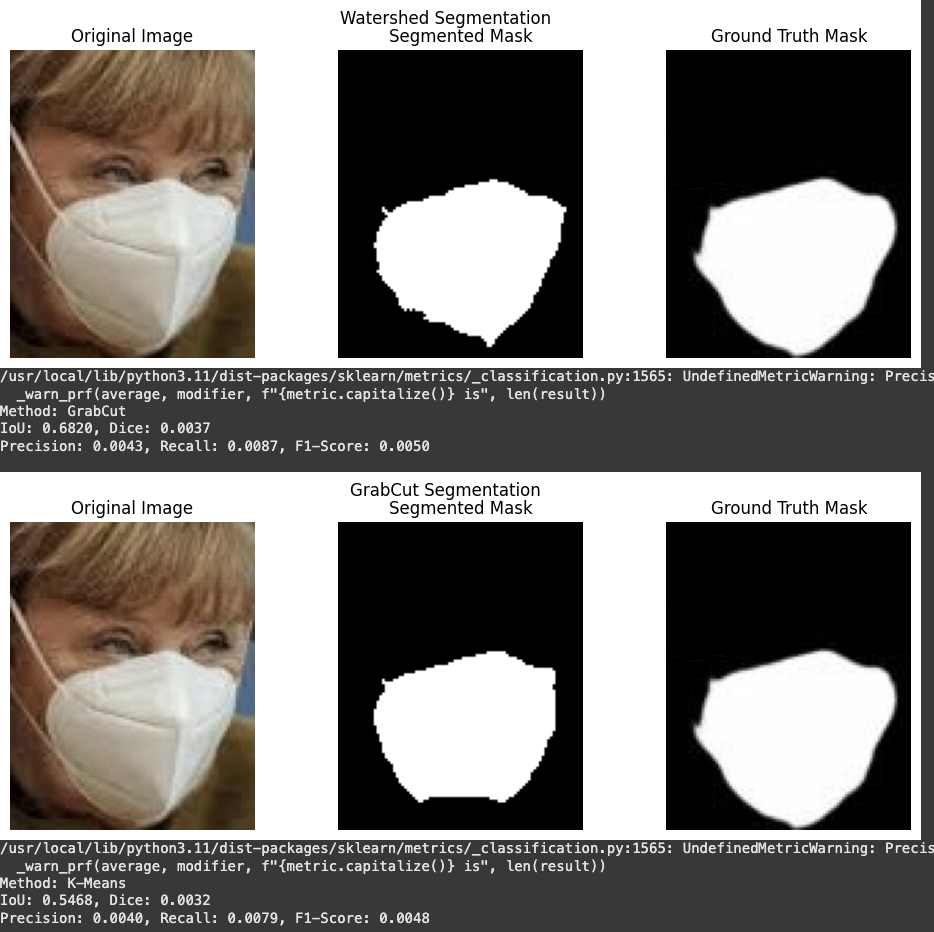 Watershed Segmentation
Original Image Segmented Mask Ground Truth Mask
/usr/local/lib/python3.11/dist-packages/sklearn/metrics/_classification.py:1565: UndefinedMetricWarning: Precis
_warn_prf(average, modifier, f"{metric.capitalize()} is", len(result))
Method: GrabCut
IoU: 0.6820, Dice: 0.0037
Precision: 0.0043, Recall: 0.0087, F1-Score: 0.0050
GrabCut Segmentation
Original Image Segmented Mask Ground Truth Mask
/usr/local/lib/python3.11/dist-packages/sklearn/metrics/_classification.py:1565: UndefinedMetricWarning: Precis
_warn_prf(average, modifier, f"{metric.capitalize()} is", len(result))
Method: K-Means
IoU: 0.5468, Dice: 0.0032
Precision: 0.0040, Recall: 0.0079, F1-Score: 0.0048